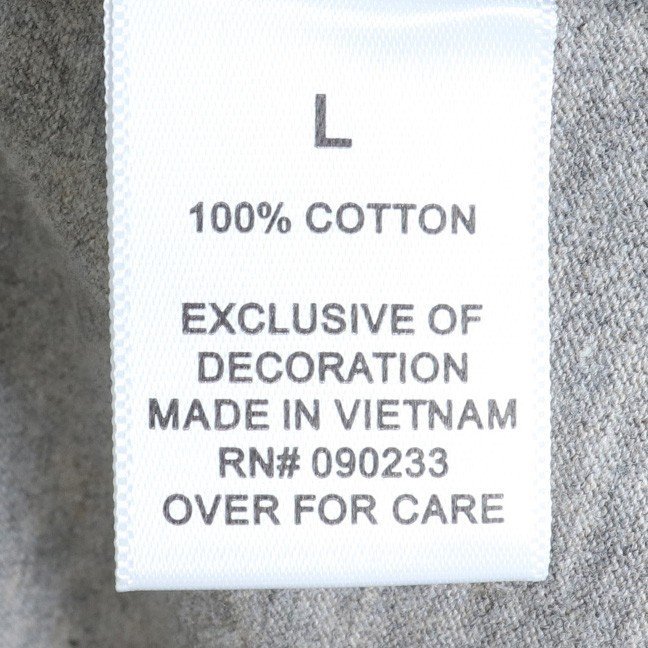 L
100% COTTON
EXCLUSIVE OF
DECORATION
MADE IN VIETNAM
RN# 090233
OVER FOR CARE